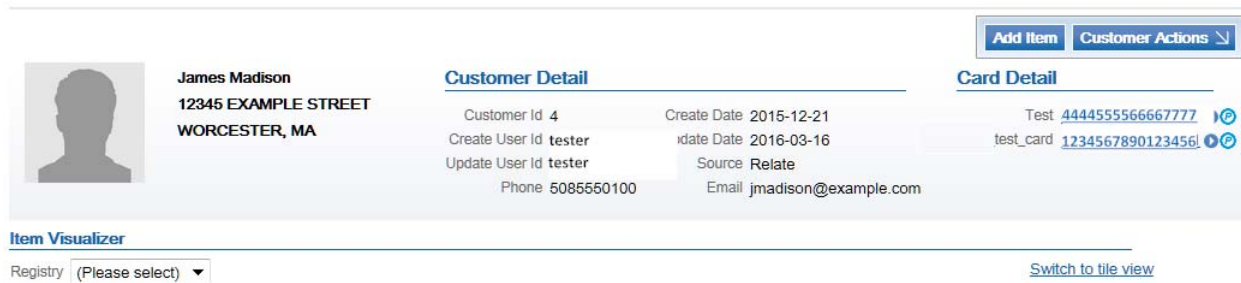 Add Item Customer Actions
James Madison
12345 EXAMPLE STREET
WORCESTER, MA
Customer Detail
Customer Id 4 Create Date 2015-12-21
Create User Id tester date Date 2016-03-16
Update User Id tester Source Relate
Phone 5085550100 Email jmadison@example.com
Card Detail
Test 4444555566667777
test_card 1234567890123456
Item Visualizer
Registry (Please select)
Switch to tile view